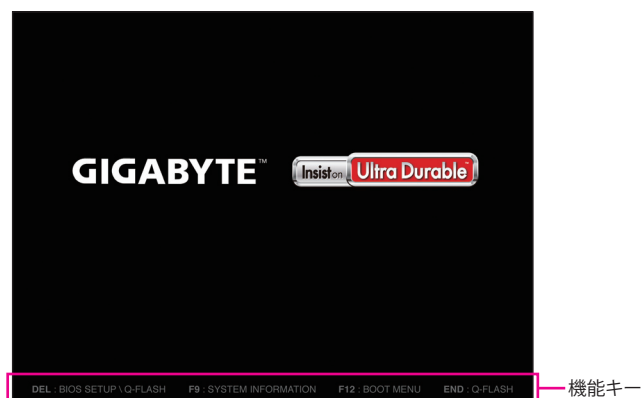 GIGABYTE™ Insist on Ultra Durable™
DEL : BIOS SETUP \ Q-FLASH F9 : SYSTEM INFORMATION F12 : BOOT MENU END : Q-FLASH
機能キー